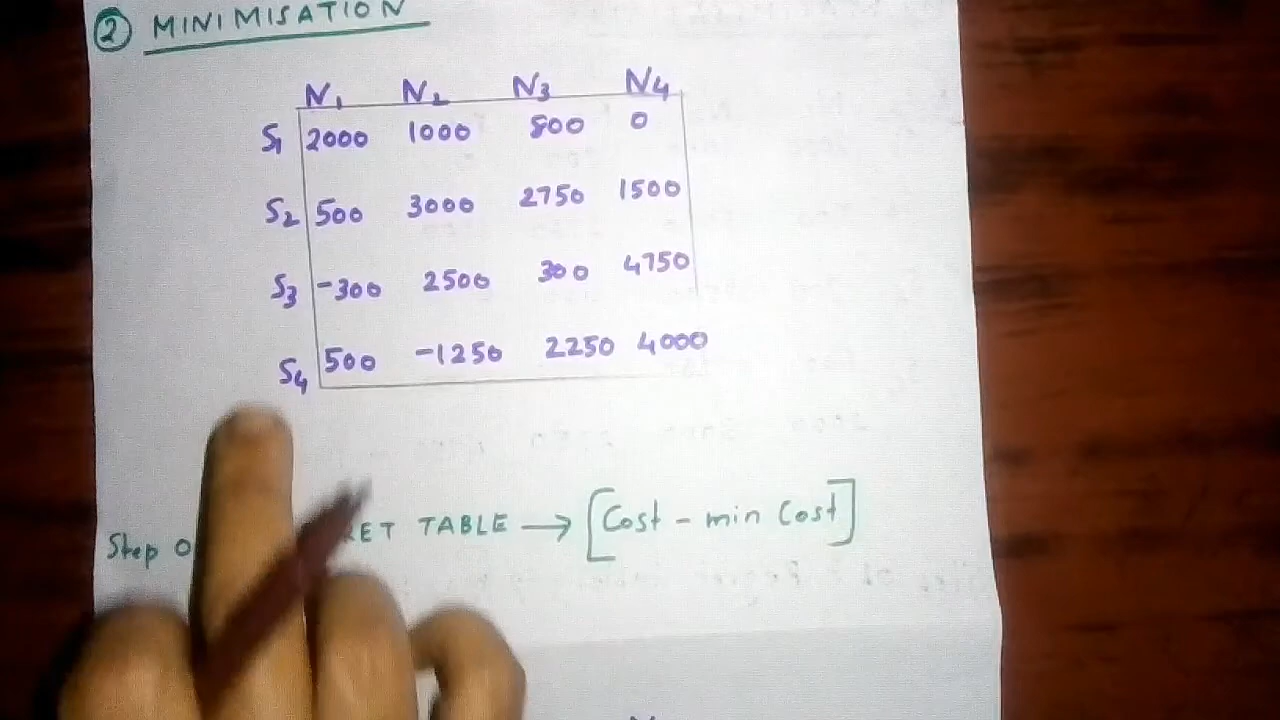 ② MINIMISATION
N1 N2 N3 N4
S1 2000 1000 800 0
S2 500 3000 2750 1500
S3 -300 2500 300 4750
S4 500 -1250 2250 4000
Step RET TABLE → [Cost - min Cost]